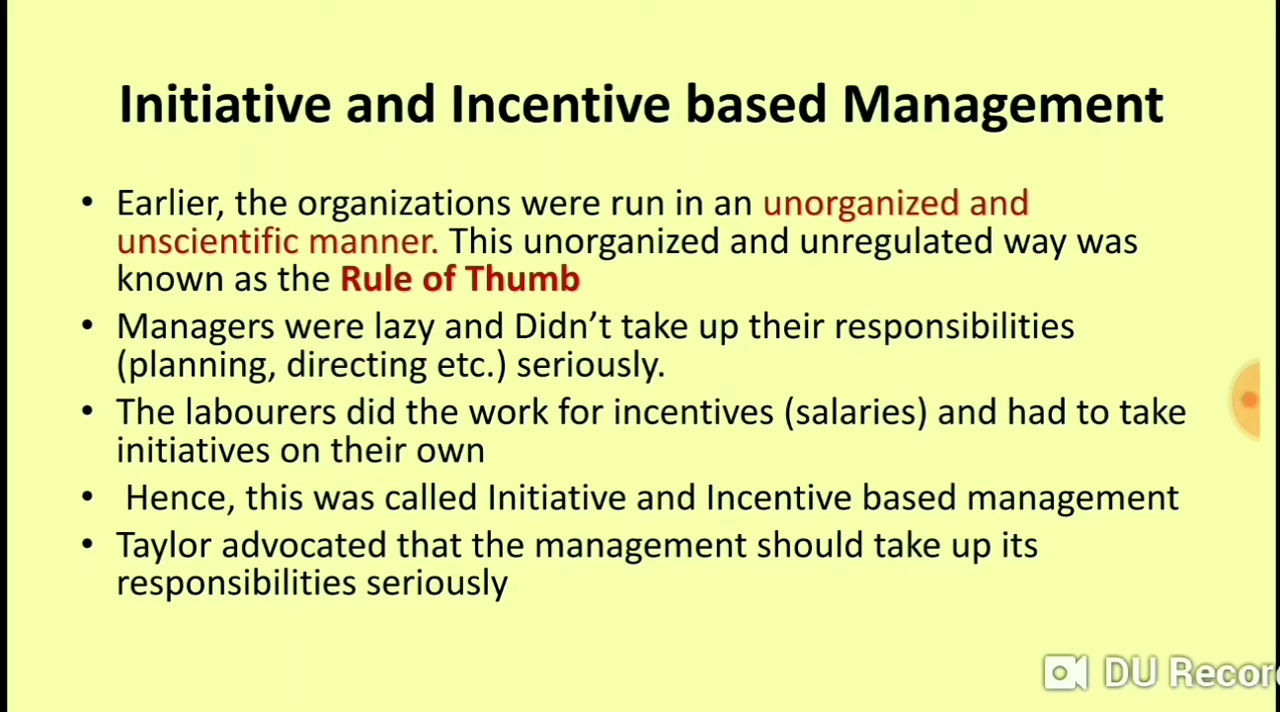 Initiative and Incentive based Management
• Earlier, the organizations were run in an unorganized and
unscientific manner. This unorganized and unregulated way was
known as the Rule of Thumb
• Managers were lazy and Didn’t take up their responsibilities
(planning, directing etc.) seriously.
• The labourers did the work for incentives (salaries) and had to take
initiatives on their own
• Hence, this was called Initiative and Incentive based management
• Taylor advocated that the management should take up its
responsibilities seriously
DU Recor